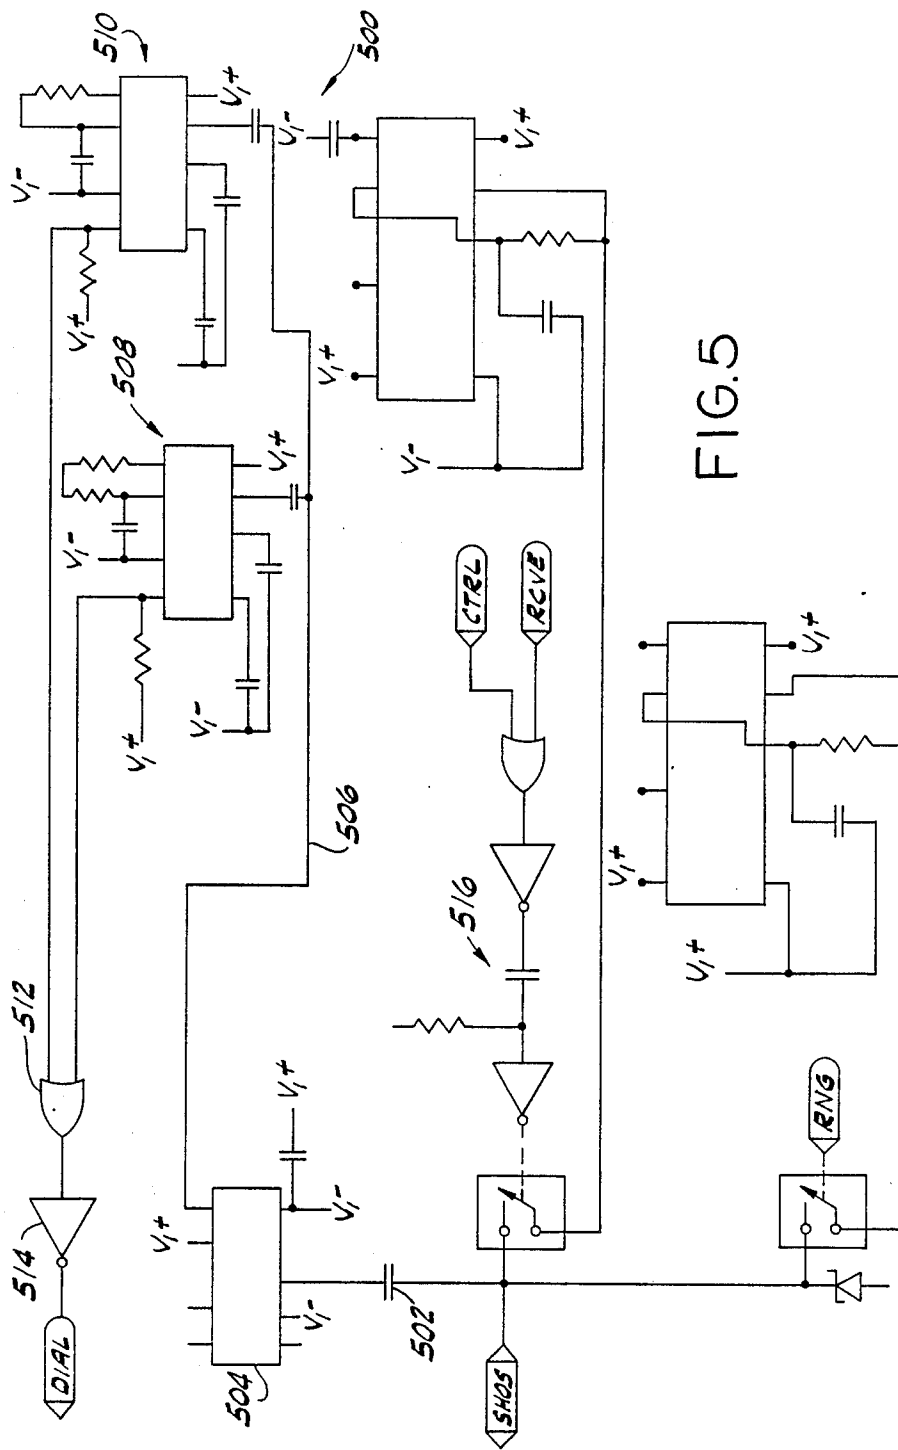 510
V₁+
V₁-
V₁+
500
V₁-
V₁+
V₁+
V₁-
508
V₁+
V₁-
V₁+
V₁-
FIG.5
CTRL
RCVE
V₁+
V₁+
V₁+
506
516
512
V₁+
V₁+
V₁-
V₁-
514
504
502
RNG
DIAL
SHOS